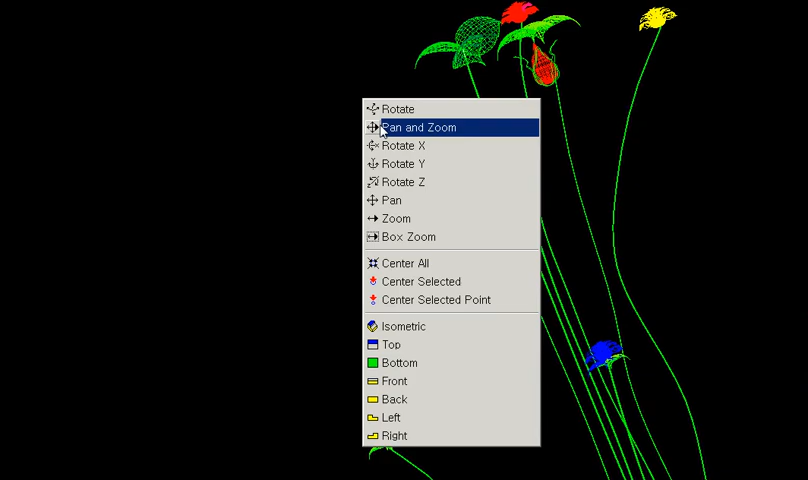 Rotate
Pan and Zoom
Rotate X
Rotate Y
Rotate Z
Pan
Zoom
Box Zoom
Center All
Center Selected
Center Selected Point
Isometric
Top
Bottom
Front
Back
Left
Right